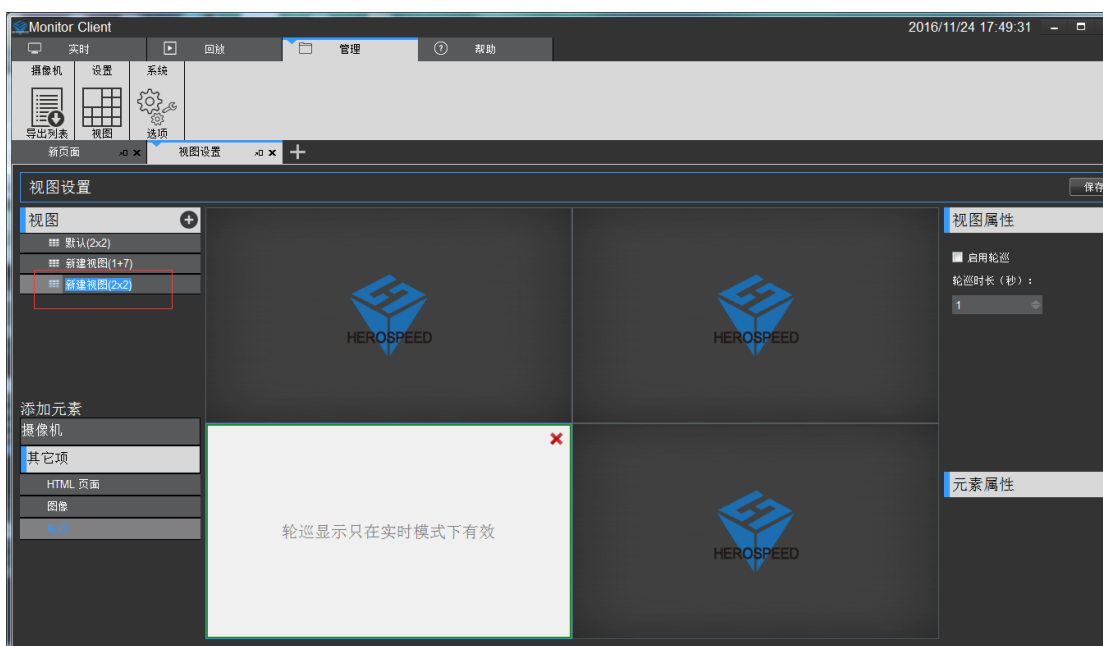 Monitor Client 2016/11/24 17:49:31
实时 回放 管理 帮助
摄像机 设置 系统
导出列表 视图 选项
新页面 视图设置
视图设置 保存
视图 视图属性
默认(2x2)
新建视图(1+7) 启用轮巡
新建视图(2x2) 轮巡时长（秒）:
1
HEROSPEED HEROSPEED
添加元素
摄像机
其它项
HTML 页面 元素属性
图像
轮巡显示只在实时模式下有效
HEROSPEED